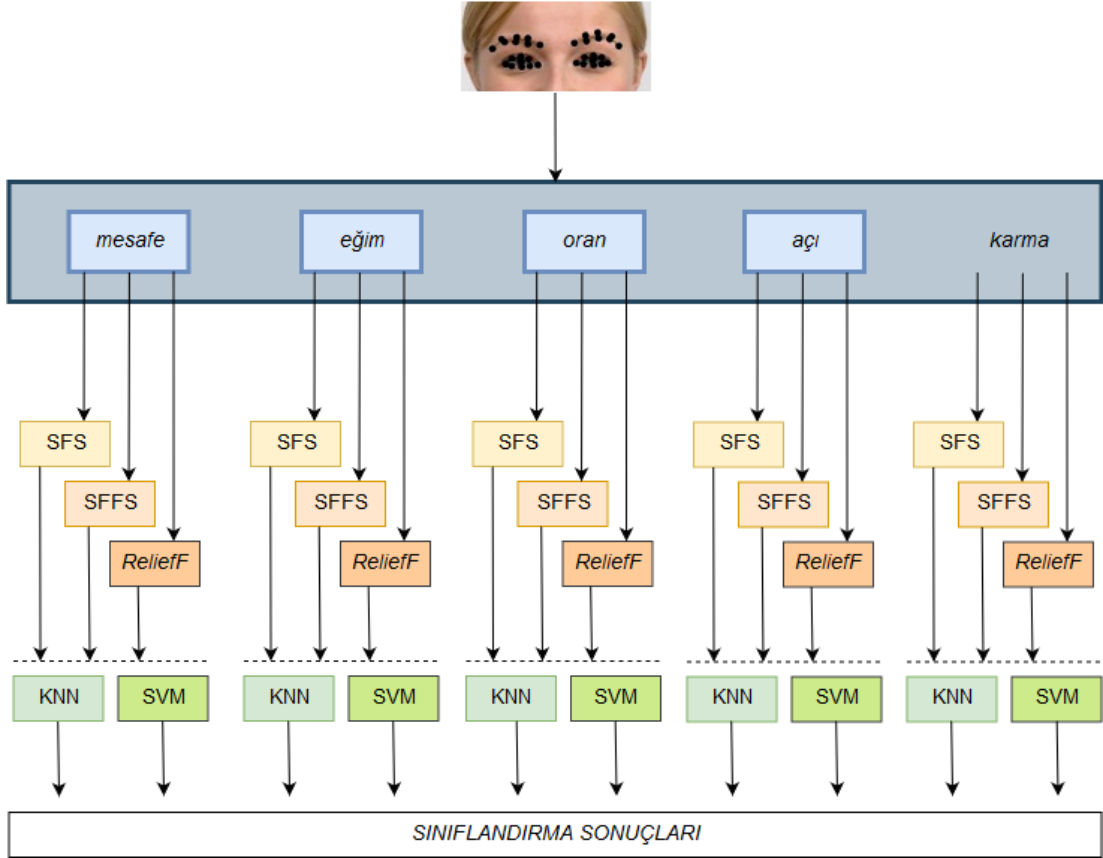 mesafe
eğim
oran
açı
karma
SFS
SFS
SFS
SFS
SFS
SFFS
SFFS
SFFS
SFFS
SFFS
ReliefF
ReliefF
ReliefF
ReliefF
ReliefF
KNN
SVM
KNN
SVM
KNN
SVM
KNN
SVM
KNN
SVM
SINIFLANDIRMA SONUÇLARI